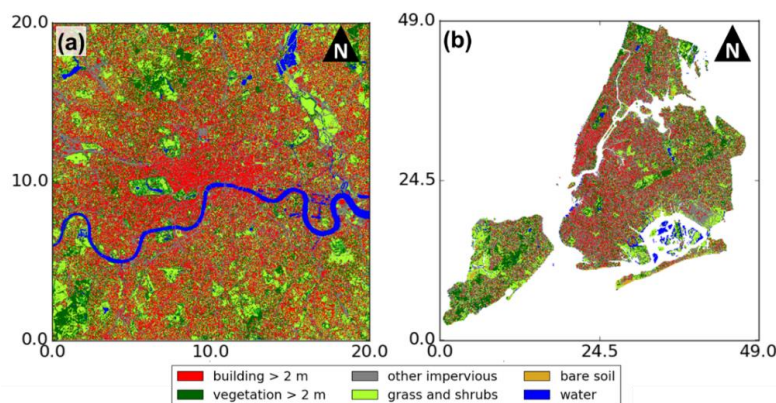 (a)
N
20.0
10.0
0.0
0.0 10.0 20.0
(b)
N
49.0
24.5
0.0
0.0 24.5 49.0
building > 2 m other impervious bare soil
vegetation > 2 m grass and shrubs water